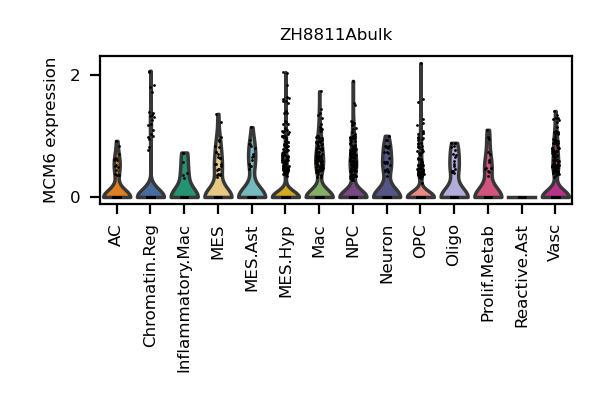 ZH8811Abulk
MCM6 expression
2
0
AC
Chromatin.Reg
Inflammatory.Mac
MES
MES.Ast
MES.Hyp
Mac
NPC
Neuron
OPC
Oligo
Prolif.Metab
Reactive.Ast
Vasc